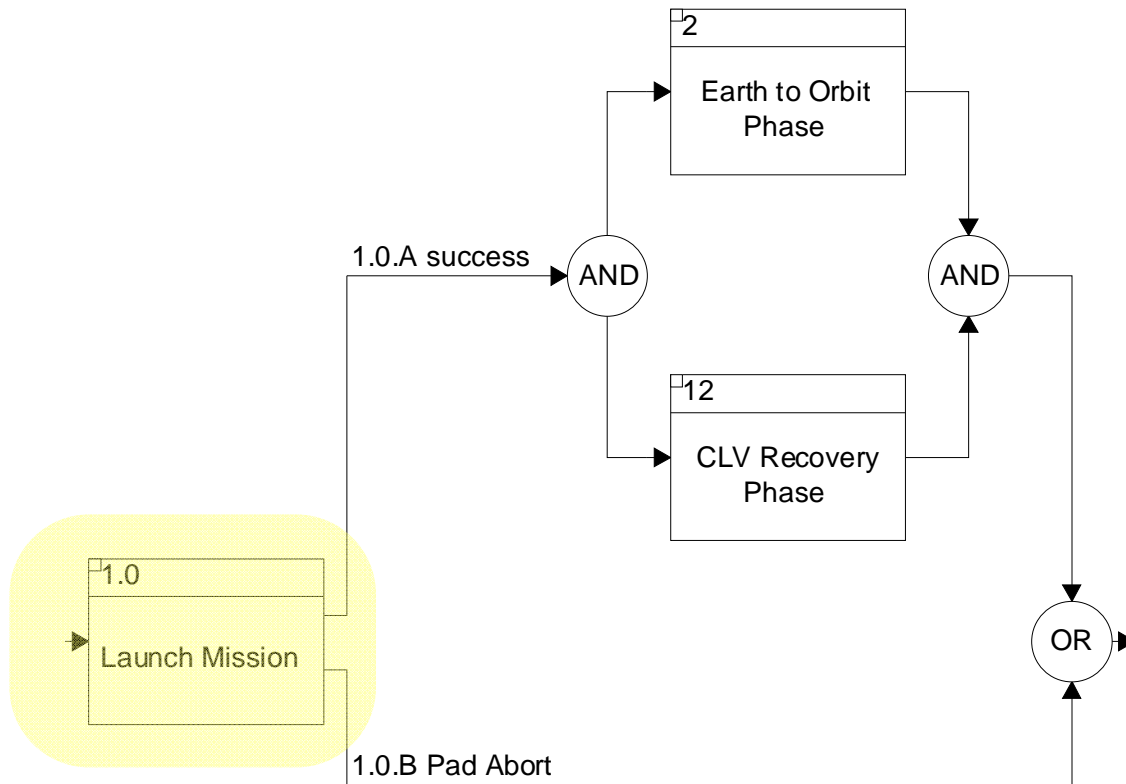 2
Earth to Orbit
Phase
1.0.A success
AND
AND
12
CLV Recovery
Phase
1.0
Launch Mission
OR
1.0.B Pad Abort